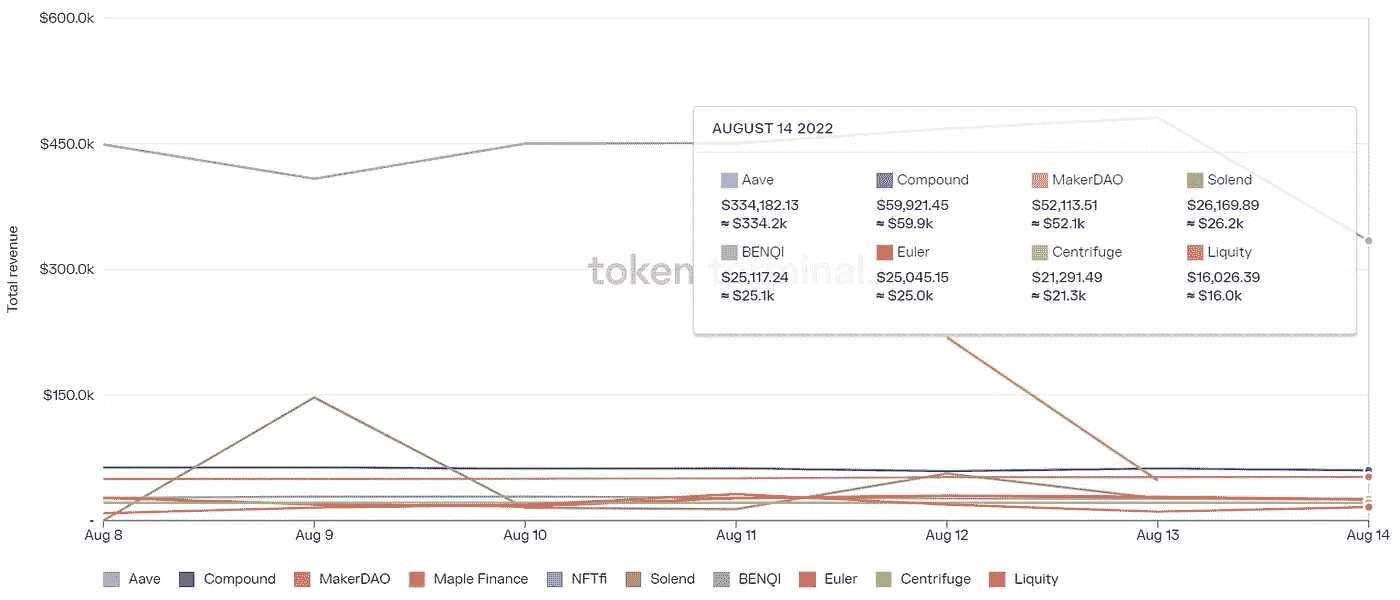 $600.0k
AUGUST 14 2022
$450.0k
Aave Compound MakerDAO Solend
$334,182.13 $59,921.45 $52,113.51 $26,169.89
≈ $334.2k ≈ $59.9k ≈ $52.1k ≈ $26.2k
BENQI Euler Centrifuge Liquity
$25,117.24 $25,045.15 $21,291.49 $16,026.39
≈ $25.1k ≈ $25.0k ≈ $21.3k ≈ $16.0k
Total revenue
$300.0k
token terminal
$150.0k
-
Aug 8 Aug 9 Aug 10 Aug 11 Aug 12 Aug 13 Aug 14
Aave Compound MakerDAO Maple Finance NFTfi Solend BENQI Euler Centrifuge Liquity